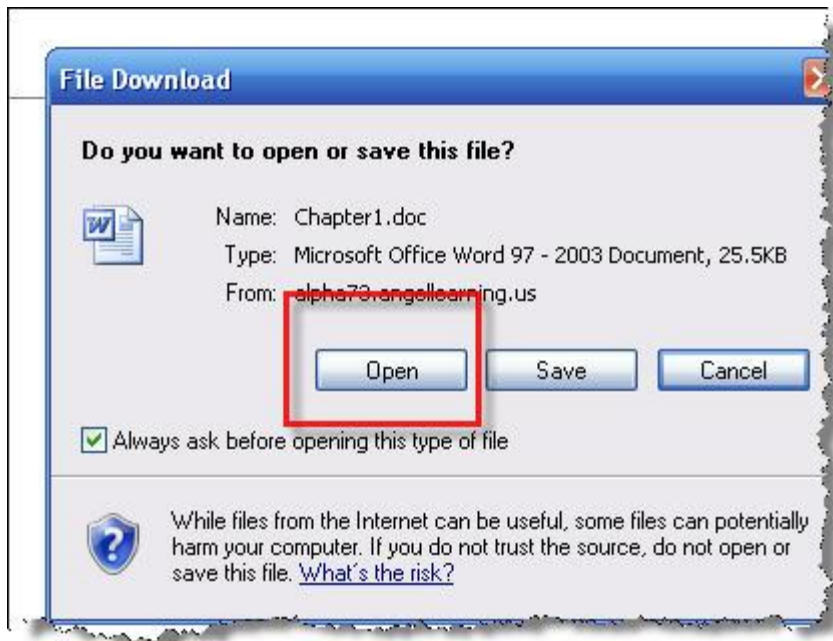 File Download
Do you want to open or save this file?
Name: Chapter1.doc
Type: Microsoft Office Word 97 - 2003 Document, 25.5KB
From: alpha73.angellearning.us
Open Save Cancel
Always ask before opening this type of file
While files from the Internet can be useful, some files can potentially
harm your computer. If you do not trust the source, do not open or
save this file. What's the risk?